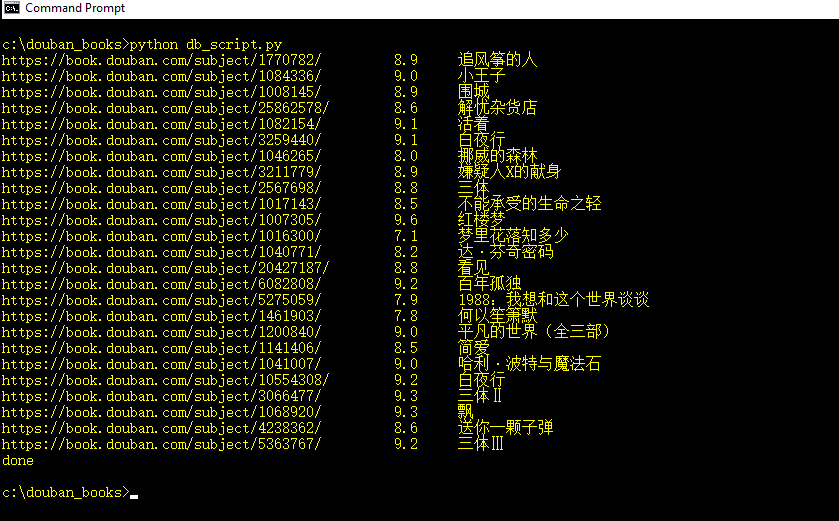 Command Prompt
c:\douban_books>python db_script.py
https://book.douban.com/subject/1770782/ 8.9 追风筝的人
https://book.douban.com/subject/1084336/ 9.0 小王子
https://book.douban.com/subject/1008145/ 8.9 围城
https://book.douban.com/subject/25862578/ 8.6 解忧杂货店
https://book.douban.com/subject/1082154/ 9.1 活着
https://book.douban.com/subject/3259440/ 9.1 白夜行
https://book.douban.com/subject/1046265/ 8.0 挪威的森林
https://book.douban.com/subject/3211779/ 8.9 嫌疑人X的献身
https://book.douban.com/subject/2567698/ 8.8 三体
https://book.douban.com/subject/1017143/ 8.5 不能承受的生命之轻
https://book.douban.com/subject/1007305/ 9.6 红楼梦
https://book.douban.com/subject/1016300/ 7.1 梦里花落知多少
https://book.douban.com/subject/1040771/ 8.2 达·芬奇密码
https://book.douban.com/subject/20427187/ 8.8 看见
https://book.douban.com/subject/6082808/ 9.2 百年孤独
https://book.douban.com/subject/5275059/ 7.9 1988：我想和这个世界谈谈
https://book.douban.com/subject/1461903/ 7.8 何以笙箫默
https://book.douban.com/subject/1200840/ 9.0 平凡的世界（全三部）
https://book.douban.com/subject/1141406/ 8.5 简爱
https://book.douban.com/subject/1041007/ 9.0 哈利·波特与魔法石
https://book.douban.com/subject/10554308/ 9.2 白夜行
https://book.douban.com/subject/3066477/ 9.3 三体Ⅱ
https://book.douban.com/subject/1068920/ 9.3 飘
https://book.douban.com/subject/4238362/ 8.6 送你一颗子弹
https://book.douban.com/subject/5363767/ 9.2 三体Ⅲ
done
c:\douban_books>